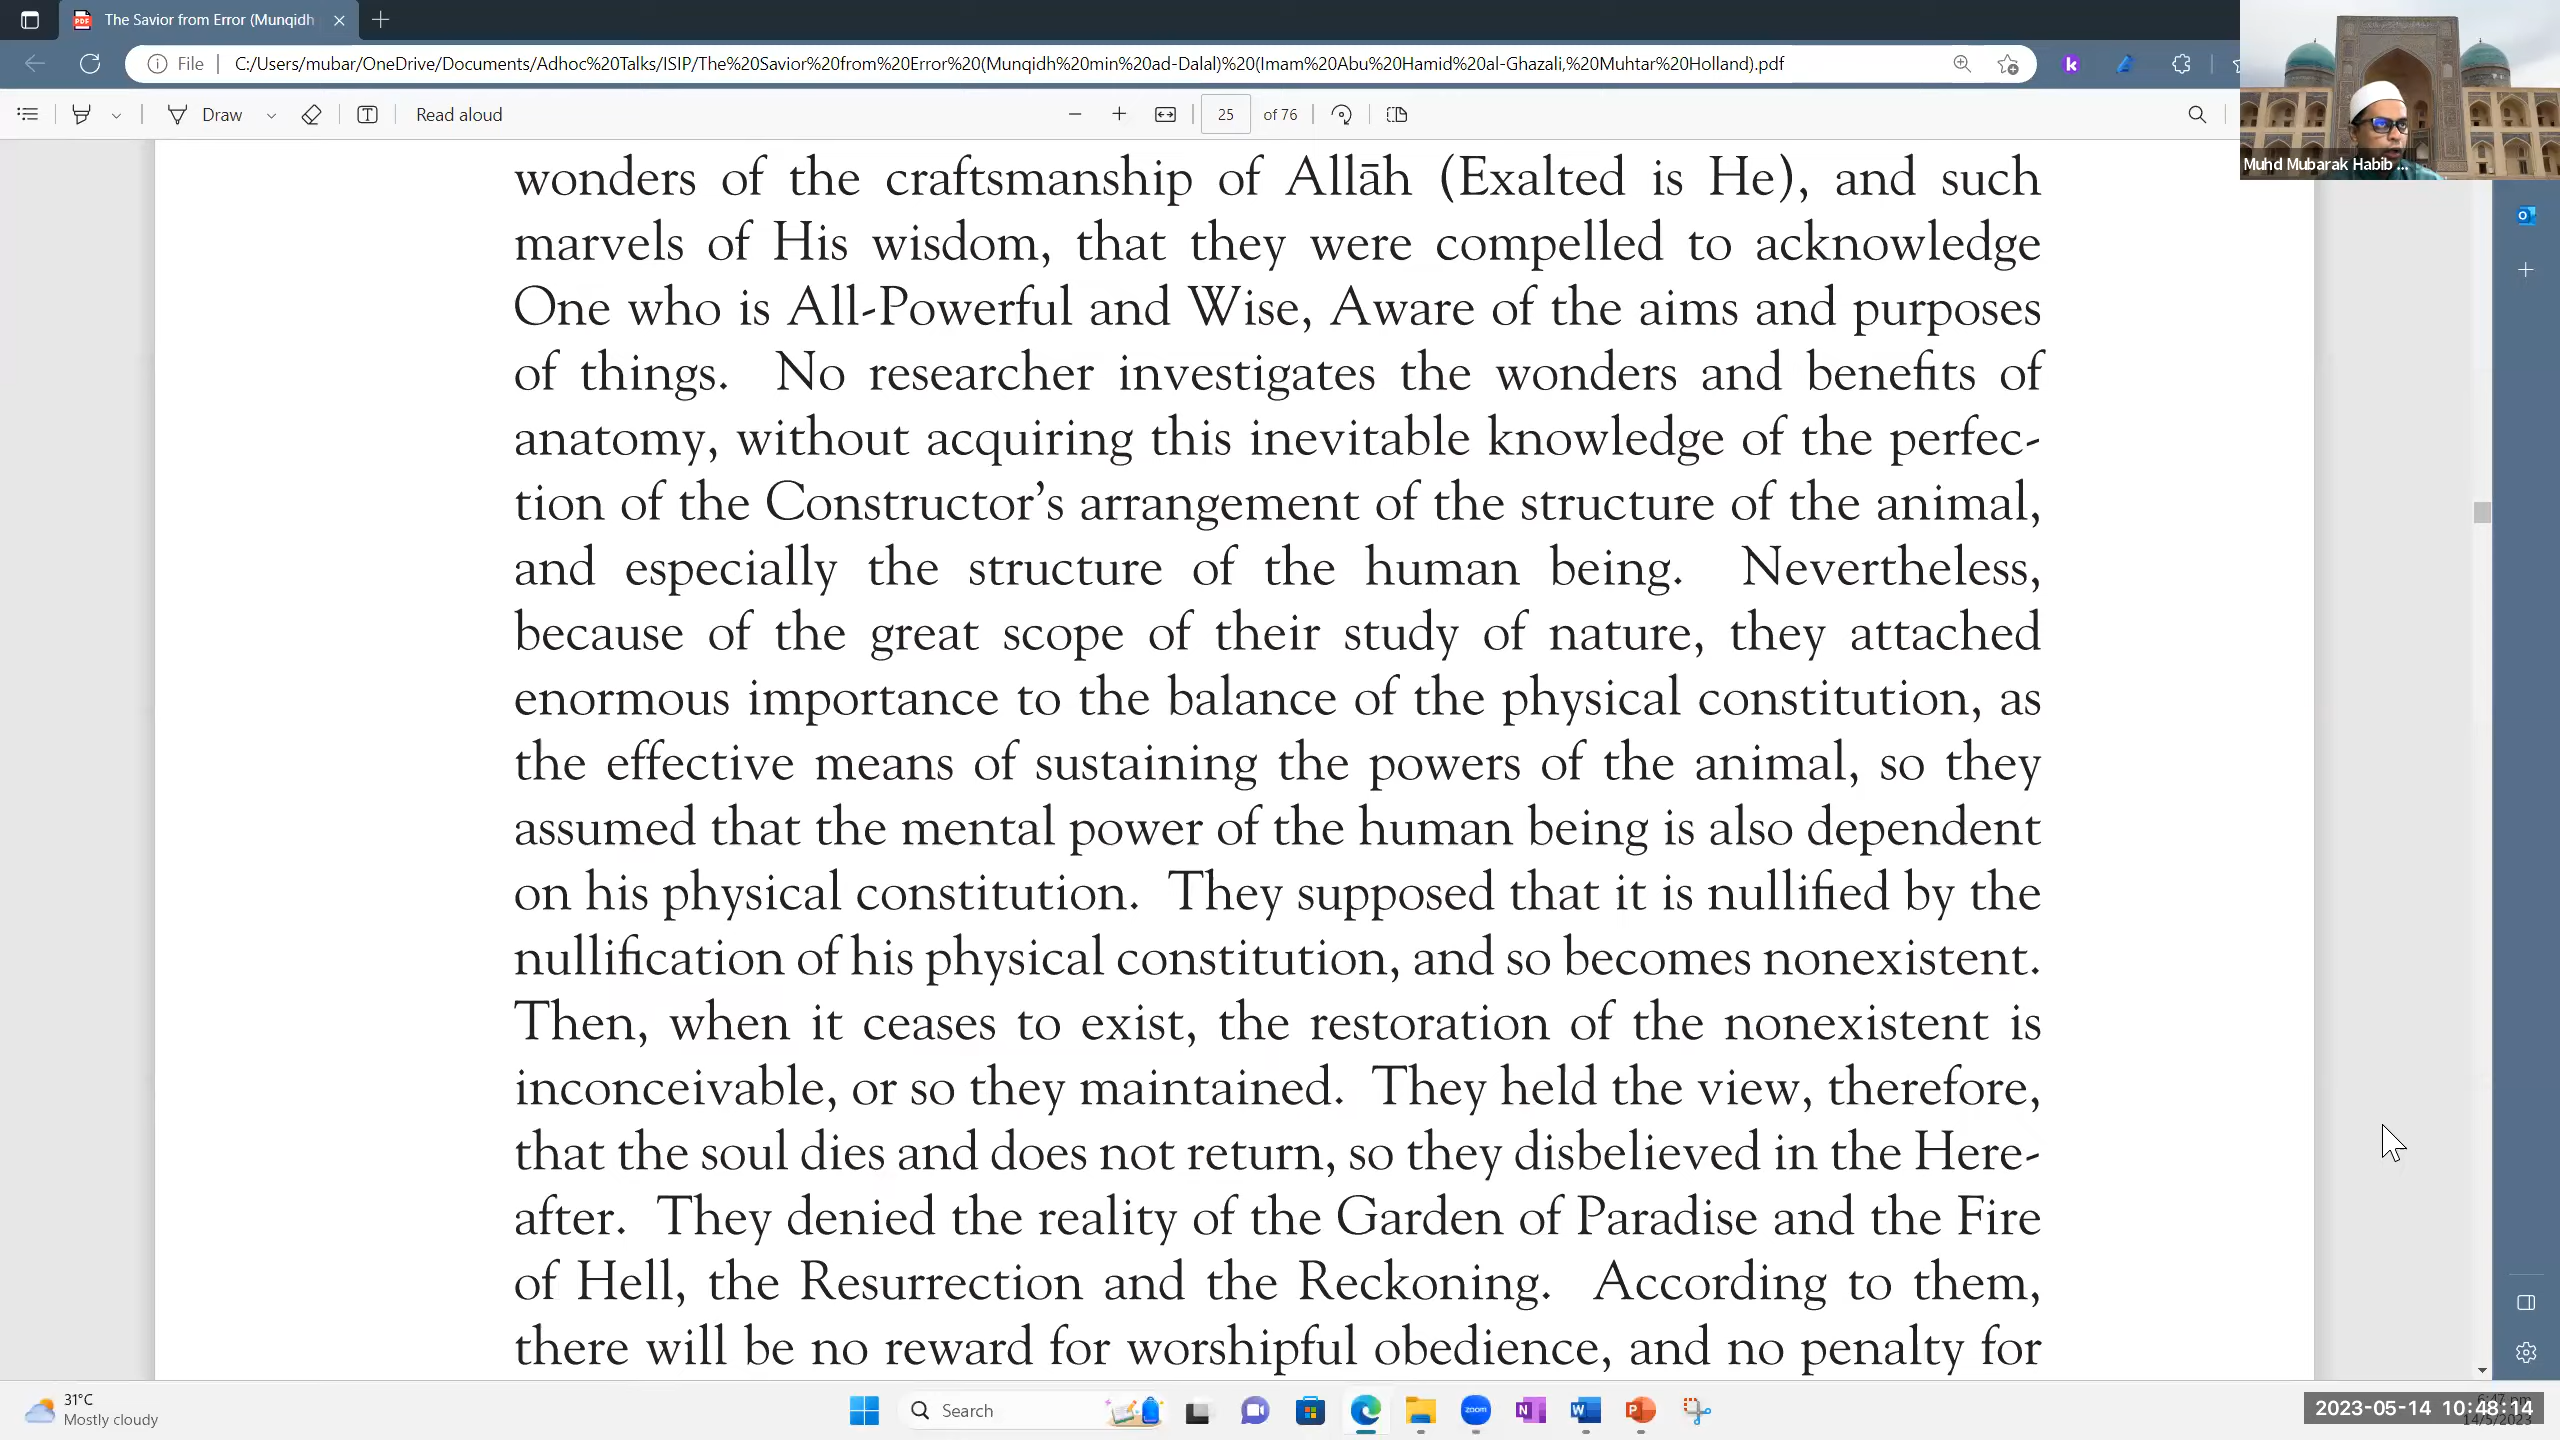 The Savior from Error (Munqidh
File
C:/Users/mubar/OneDrive/Documents/Adhoc%20Talks/ISIP/The%20Savior%20from%20Error%20(Munqidh%20min%20ad-Dalal)%20(Imam%20Abu%20Hamid%20al-Ghazali,%20Muhtar%20Holland).pdf
Draw
Read aloud
25
of 76
Muhd Mubarak Habib ...
wonders of the craftsmanship of Allāh (Exalted is He), and such
marvels of His wisdom, that they were compelled to acknowledge
One who is All-Powerful and Wise, Aware of the aims and purposes
of things. No researcher investigates the wonders and benefits of
anatomy, without acquiring this inevitable knowledge of the perfec-
tion of the Constructor’s arrangement of the structure of the animal,
and especially the structure of the human being. Nevertheless,
because of the great scope of their study of nature, they attached
enormous importance to the balance of the physical constitution, as
the effective means of sustaining the powers of the animal, so they
assumed that the mental power of the human being is also dependent
on his physical constitution. They supposed that it is nullified by the
nullification of his physical constitution, and so becomes nonexistent.
Then, when it ceases to exist, the restoration of the nonexistent is
inconceivable, or so they maintained. They held the view, therefore,
that the soul dies and does not return, so they disbelieved in the Here-
after. They denied the reality of the Garden of Paradise and the Fire
of Hell, the Resurrection and the Reckoning. According to them,
there will be no reward for worshipful obedience, and no penalty for
31°C
Mostly cloudy
Search
zoom
2023-05-14 10:48:14